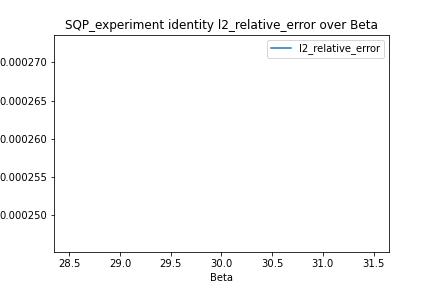 SQP_experiment identity l2_relative_error over Beta
l2_relative_error
0.000270
0.000265
0.000260
0.000255
0.000250
28.5 29.0 29.5 30.0 30.5 31.0 31.5
Beta